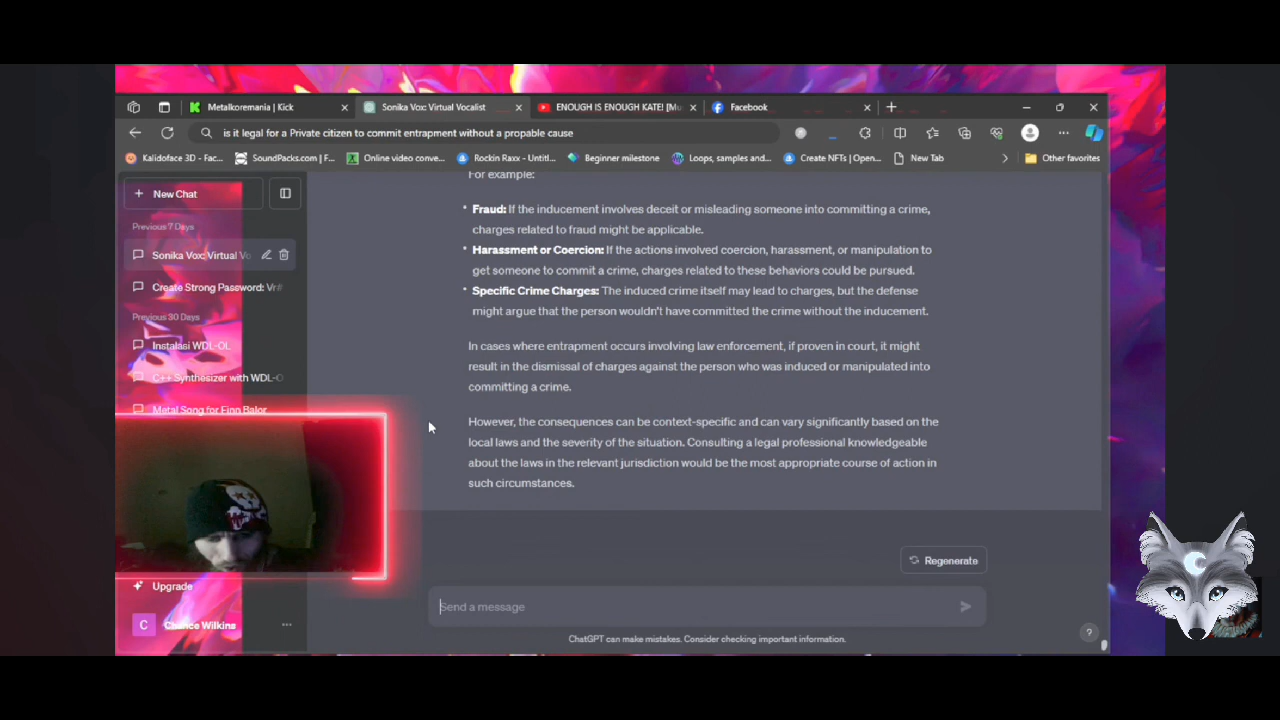 Metalkoremania | Kick
Sonika Vox: Virtual Vocalist
ENOUGH IS ENOUGH KATE! [Mu
Facebook
is it legal for a Private citizen to commit entrapment without a propable cause
Kalidoface 3D - Fac...
SoundPacks.com | F...
Online video conve...
Rockin Raxx - Untitl...
Beginner milestone
Loops, samples and...
Create NFTs | Open...
New Tab
Other favorites
New Chat
Previous 7 Days
Sonika Vox: Virtual Vo
Create Strong Password: Vr#
Previous 30 Days
Instalasi WDL-OL
C++ Synthesizer with WDL-O
Metal Song for Finn Balor
Upgrade
C
Chance Wilkins
For example:
• Fraud: If the inducement involves deceit or misleading someone into committing a crime,
charges related to fraud might be applicable.
• Harassment or Coercion: If the actions involved coercion, harassment, or manipulation to
get someone to commit a crime, charges related to these behaviors could be pursued.
• Specific Crime Charges: The induced crime itself may lead to charges, but the defense
might argue that the person wouldn't have committed the crime without the inducement.
In cases where entrapment occurs involving law enforcement, if proven in court, it might
result in the dismissal of charges against the person who was induced or manipulated into
committing a crime.
However, the consequences can be context-specific and can vary significantly based on the
local laws and the severity of the situation. Consulting a legal professional knowledgeable
about the laws in the relevant jurisdiction would be the most appropriate course of action in
such circumstances.
Regenerate
Send a message
ChatGPT can make mistakes. Consider checking important information.
?